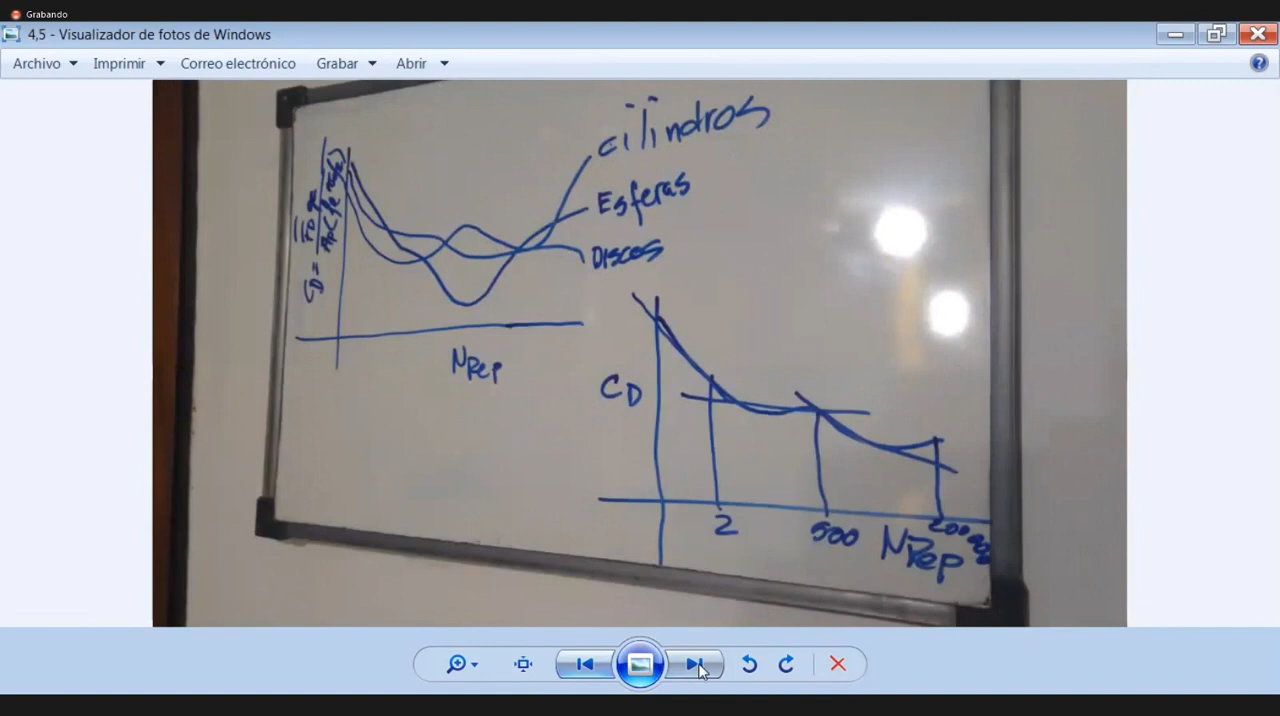 Grabando
4,5 - Visualizador de fotos de Windows
Archivo Imprimir Correo electrónico Grabar Abrir
cilindros
Esferas
Discos
CD =
NRep
CD
2 500
NRep